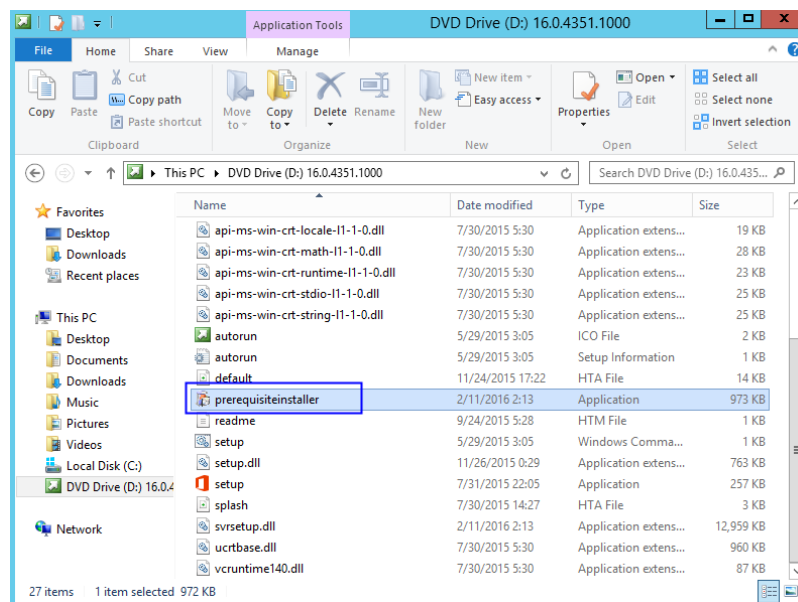 Application Tools
DVD Drive (D:) 16.0.4351.1000
File Home Share View Manage
Copy
Paste
Cut
Copy path
Paste shortcut
Clipboard
Move to
Copy to
Delete
Rename
Organize
New folder
New item
Easy access
New
Properties
Open
Edit
Open
Select all
Select none
Invert selection
Select
This PC DVD Drive (D:) 16.0.4351.1000
Search DVD Drive (D:) 16.0.435...
Favorites
Desktop
Downloads
Recent places
This PC
Desktop
Documents
Downloads
Music
Pictures
Videos
Local Disk (C:)
DVD Drive (D:) 16.0.4
Network
Name Date modified Type Size
api-ms-win-crt-locale-l1-1-0.dll 7/30/2015 5:30 Application extens... 19 KB
api-ms-win-crt-math-l1-1-0.dll 7/30/2015 5:30 Application extens... 28 KB
api-ms-win-crt-runtime-l1-1-0.dll 7/30/2015 5:30 Application extens... 23 KB
api-ms-win-crt-stdio-l1-1-0.dll 7/30/2015 5:30 Application extens... 25 KB
api-ms-win-crt-string-l1-1-0.dll 7/30/2015 5:30 Application extens... 25 KB
autorun 5/29/2015 3:05 ICO File 2 KB
autorun 5/29/2015 3:05 Setup Information 1 KB
default 11/24/2015 17:22 HTA File 14 KB
prerequisiteinstaller 2/11/2016 2:13 Application 973 KB
readme 9/24/2015 5:28 HTM File 1 KB
setup 5/29/2015 3:05 Windows Comma... 1 KB
setup.dll 11/26/2015 0:29 Application extens... 763 KB
setup 7/31/2015 22:05 Application 257 KB
splash 7/30/2015 14:27 HTA File 3 KB
svrsetup.dll 2/11/2016 2:13 Application extens... 12,959 KB
ucrtbase.dll 7/30/2015 5:30 Application extens... 960 KB
vcruntime140.dll 7/30/2015 5:30 Application extens... 87 KB
27 items 1 item selected 972 KB